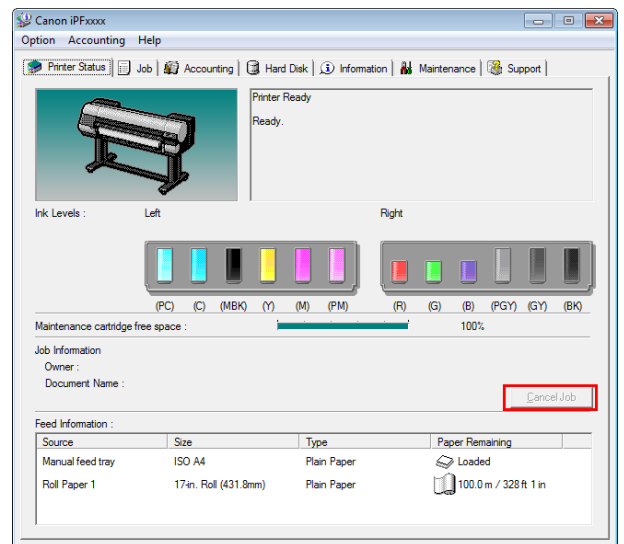 Canon iPFxxxx
Option Accounting Help
Printer Status Job Accounting Hard Disk Information Maintenance Support
Printer Ready
Ready.
Ink Levels : Left Right
(PC) (C) (MBK) (Y) (M) (PM) (R) (G) (B) (PGY) (GY) (BK)
Maintenance cartridge free space : 100%
Job Information
Owner :
Document Name :
Cancel Job
Feed Information :
Source Size Type Paper Remaining
Manual feed tray ISO A4 Plain Paper Loaded
Roll Paper 1 17-in. Roll (431.8mm) Plain Paper 100.0 m / 328 ft 1 in